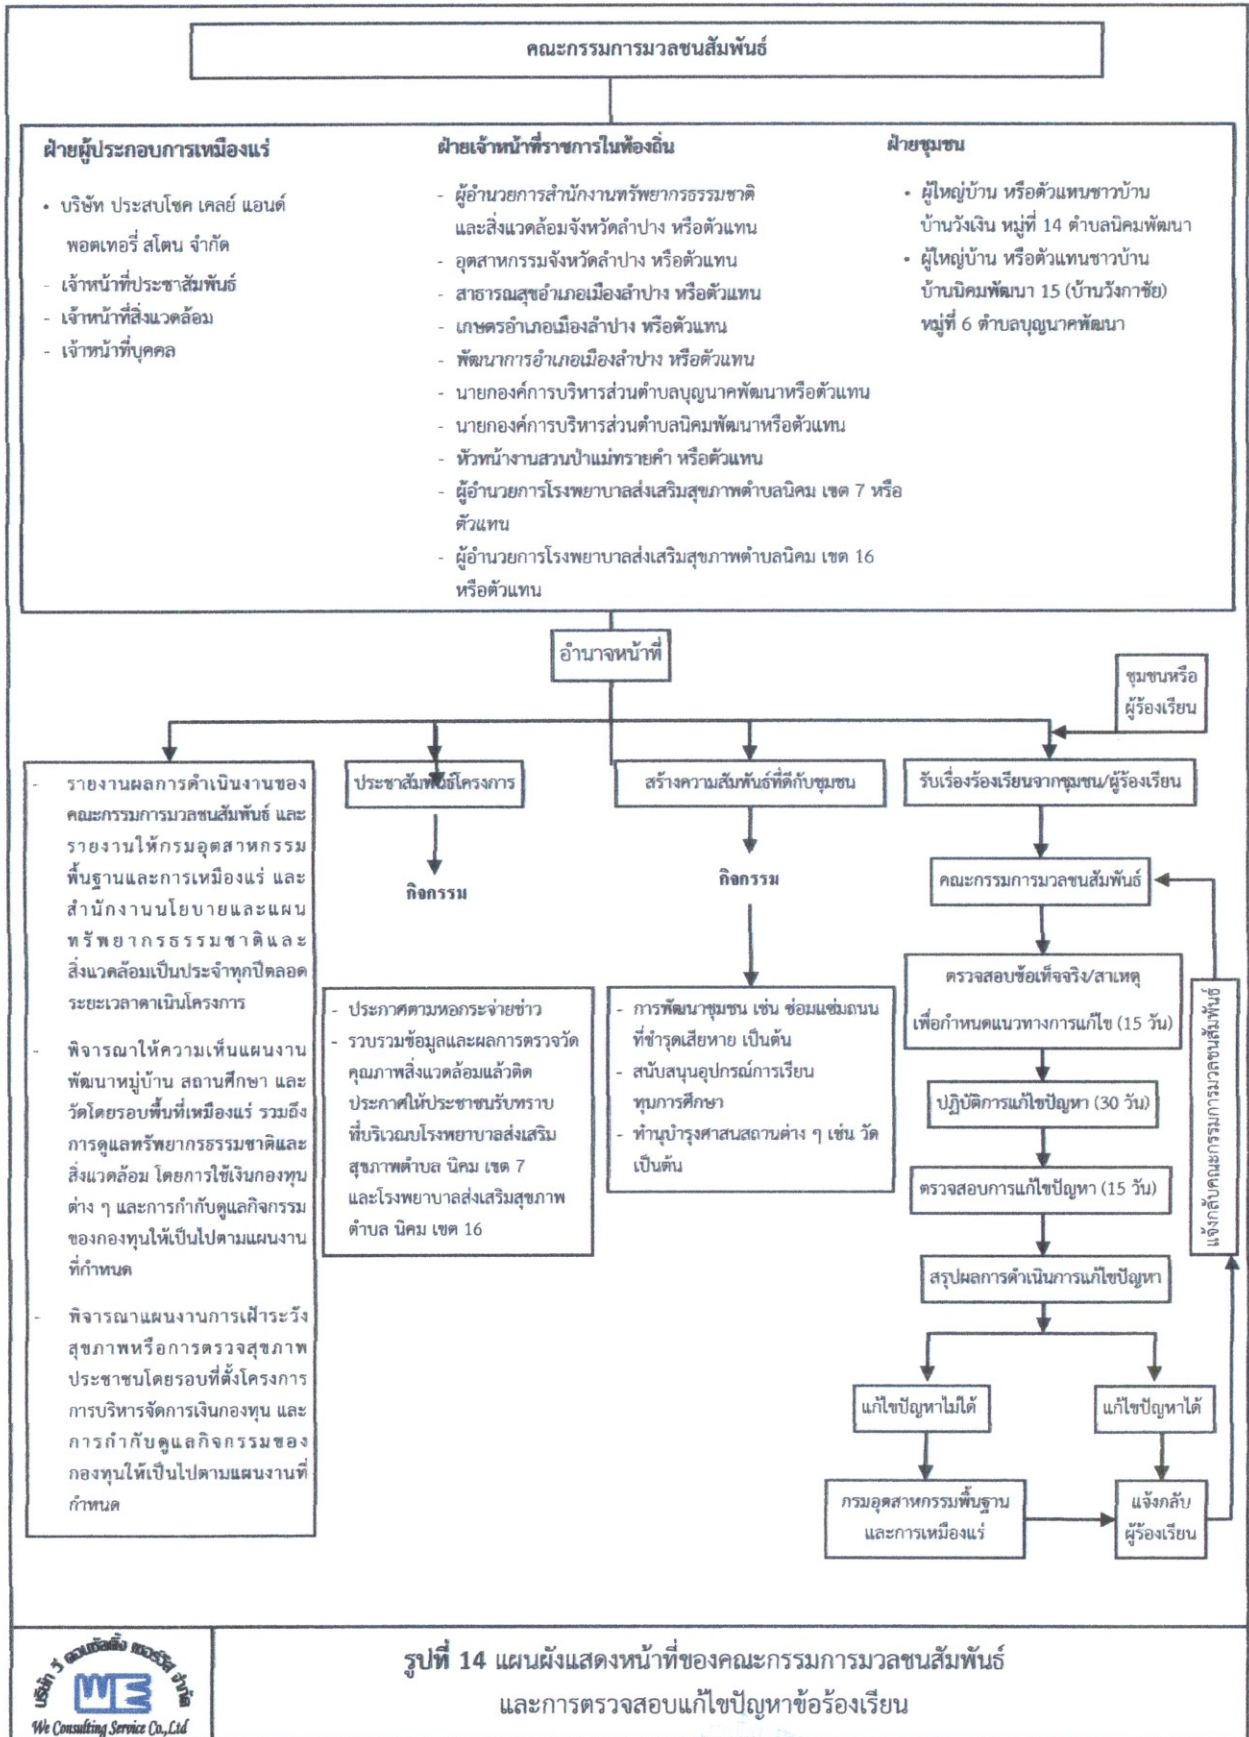 คณะกรรมการมวลชนสัมพันธ์
ฝ่ายผู้ประกอบการเหมืองแร่
• บริษัท ประสบโชค เคลย์ แอนด์
พอตเทอรี่ สโตน จำกัด
- เจ้าหน้าที่ประชาสัมพันธ์
- เจ้าหน้าที่สิ่งแวดล้อม
- เจ้าหน้าที่บุคคล
ฝ่ายเจ้าหน้าที่ราชการในท้องถิ่น
- ผู้อำนวยการสำนักงานทรัพยากรธรรมชาติ
และสิ่งแวดล้อมจังหวัดลำปาง หรือตัวแทน
- อุตสาหกรรมจังหวัดลำปาง หรือตัวแทน
- สาธารณสุขอำเภอเมืองลำปาง หรือตัวแทน
- เกษตรอำเภอเมืองลำปาง หรือตัวแทน
- พัฒนาการอำเภอเมืองลำปาง หรือตัวแทน
- นายกองค์การบริหารส่วนตำบลบุญนาคพัฒนาหรือตัวแทน
- นายกองค์การบริหารส่วนตำบลนิคมพัฒนาหรือตัวแทน
- หัวหน้างานสวนป่าแม่ทรายคำ หรือตัวแทน
- ผู้อำนวยการโรงพยาบาลส่งเสริมสุขภาพตำบลนิคม เขต 7 หรือ
ตัวแทน
- ผู้อำนวยการโรงพยาบาลส่งเสริมสุขภาพตำบลนิคม เขต 16
หรือตัวแทน
ฝ่ายชุมชน
• ผู้ใหญ่บ้าน หรือตัวแทนชาวบ้าน
บ้านวังเงิน หมู่ที่ 14 ตำบลนิคมพัฒนา
• ผู้ใหญ่บ้าน หรือตัวแทนชาวบ้าน
บ้านนิคมพัฒนา 15 (บ้านวังกาชัย)
หมู่ที่ 6 ตำบลบุญนาคพัฒนา
อำนาจหน้าที่
ชุมชนหรือ
ผู้ร้องเรียน
- รายงานผลการดำเนินงานของ
คณะกรรมการมวลชนสัมพันธ์ และ
รายงานให้กรมอุตสาหกรรม
พื้นฐานและการเหมืองแร่ และ
สำนักงานนโยบายและแผน
ทรัพยากรธรรมชาติและ
สิ่งแวดล้อมเป็นประจำทุกปีตลอด
ระยะเวลาดาเนินโครงการ
- พิจารณาให้ความเห็นแผนงาน
พัฒนาหมู่บ้าน สถานศึกษา และ
วัดโดยรอบพื้นที่เหมืองแร่ รวมถึง
การดูแลทรัพยากรธรรมชาติและ
สิ่งแวดล้อม โดยการใช้เงินกองทุน
ต่าง ๆ และการกำกับดูแลกิจกรรม
ของกองทุนให้เป็นไปตามแผนงาน
ที่กำหนด
- พิจารณาแผนงานการเฝ้าระวัง
สุขภาพหรือการตรวจสุขภาพ
ประชาชนโดยรอบที่ตั้งโครงการ
การบริหารจัดการเงินกองทุน และ
การกำกับดูแลกิจกรรมของ
กองทุนให้เป็นไปตามแผนงานที่
กำหนด
ประชาสัมพันธ์โครงการ
กิจกรรม
- ประกาศตามหอกระจ่ายข่าว
- รวบรวมข้อมูลและผลการตรวจวัด
คุณภาพสิ่งแวดล้อมแล้วติด
ประกาศให้ประชาชนรับทราบ
ที่บริเวณบโรงพยาบาลส่งเสริม
สุขภาพตำบล นิคม เขต 7
และโรงพยาบาลส่งเสริมสุขภาพ
ตำบล นิคม เขต 16
สร้างความสัมพันธ์ที่ดีกับชุมชน
กิจกรรม
- การพัฒนาชุมชน เช่น ซ่อมแซ่มถนน
ที่ชำรุดเสียหาย เป็นต้น
- สนับสนุนอุปกรณ์การเรียน
ทุนการศึกษา
- ทำนุบำรุงศาสนสถานต่าง ๆ เช่น วัด
เป็นต้น
รับเรื่องร้องเรียนจากชุมชน/ผู้ร้องเรียน
คณะกรรมการมวลชนสัมพันธ์
ตรวจสอบข้อเท็จจริง/สาเหตุ
เพื่อกำหนดแนวทางการแก้ไข (15 วัน)
ปฏิบัติการแก้ไขปัญหา (30 วัน)
ตรวจสอบการแก้ไขปัญหา (15 วัน)
สรุปผลการดำเนินการแก้ไขปัญหา
แก้ไขปัญหาไม่ได้
แก้ไขปัญหาได้
กรมอุตสาหกรรมพื้นฐาน
และการเหมืองแร่
แจ้งกลับ
ผู้ร้องเรียน
แจ้งกลับคณะกรรมการมวลชนสัมพันธ์
บริษัท วี คอนซัลติ้ง เซอร์วิส จำกัด
WE
We Consulting Service Co.,Ltd
รูปที่ 14 แผนผังแสดงหน้าที่ของคณะกรรมการมวลชนสัมพันธ์
และการตรวจสอบแก้ไขปัญหาข้อร้องเรียน